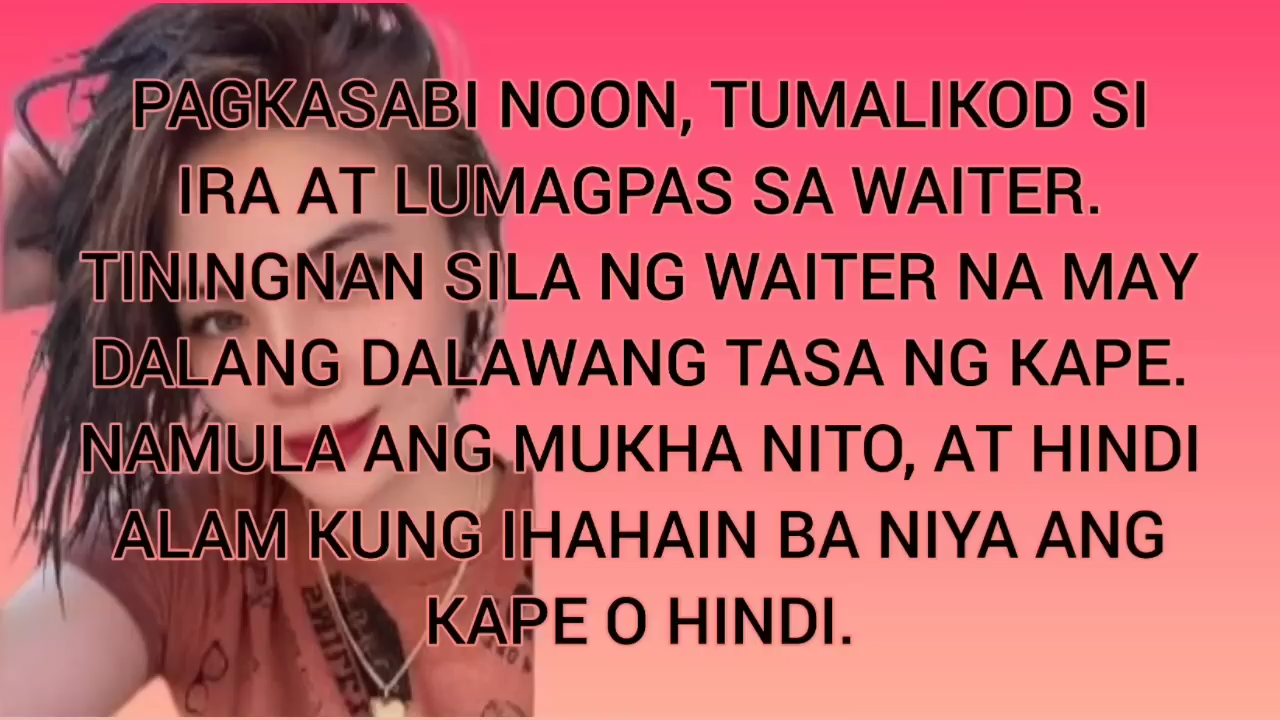 PAGKASABI NOON, TUMALIKOD SI
IRA AT LUMAGPAS SA WAITER.
TININGNAN SILA NG WAITER NA MAY
DALANG DALAWANG TASA NG KAPE.
NAMULA ANG MUKHA NITO, AT HINDI
ALAM KUNG IHAHAIN BA NIYA ANG
KAPE O HINDI.